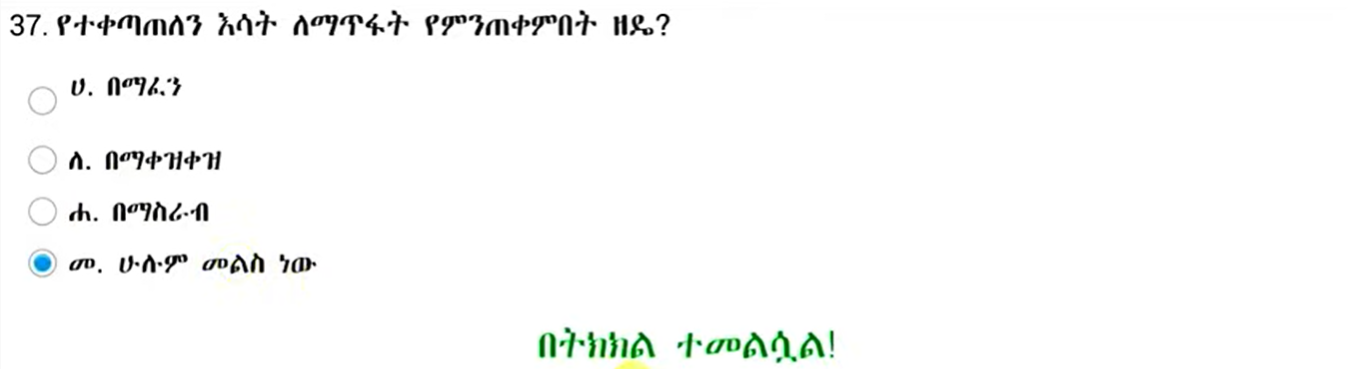 37. የተቀጣጠለን እሳት ለማጥፋት የምንጠቀምበት ዘዴ?
ሀ. በማፈን
ለ. በማቀዝቀዝ
ሐ. በማስራብ
መ. ሁሉም መልስ ነው
በትክክል ተመልሷል!